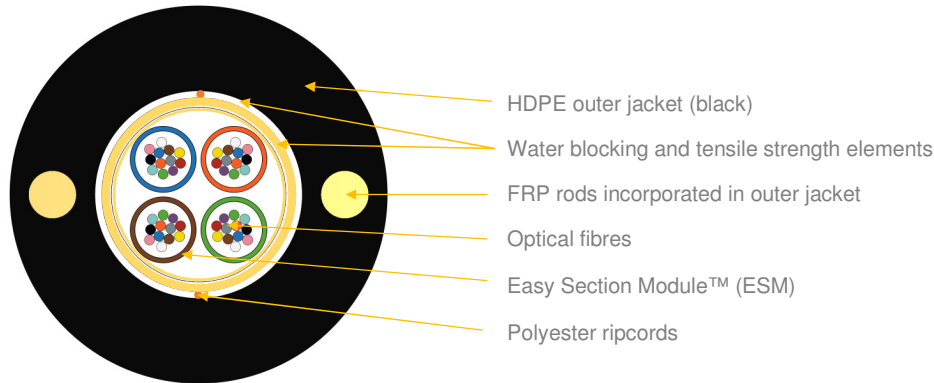 HDPE outer jacket (black)
Water blocking and tensile strength elements
FRP rods incorporated in outer jacket
Optical fibres
Easy Section Module™ (ESM)
Polyester ripcords